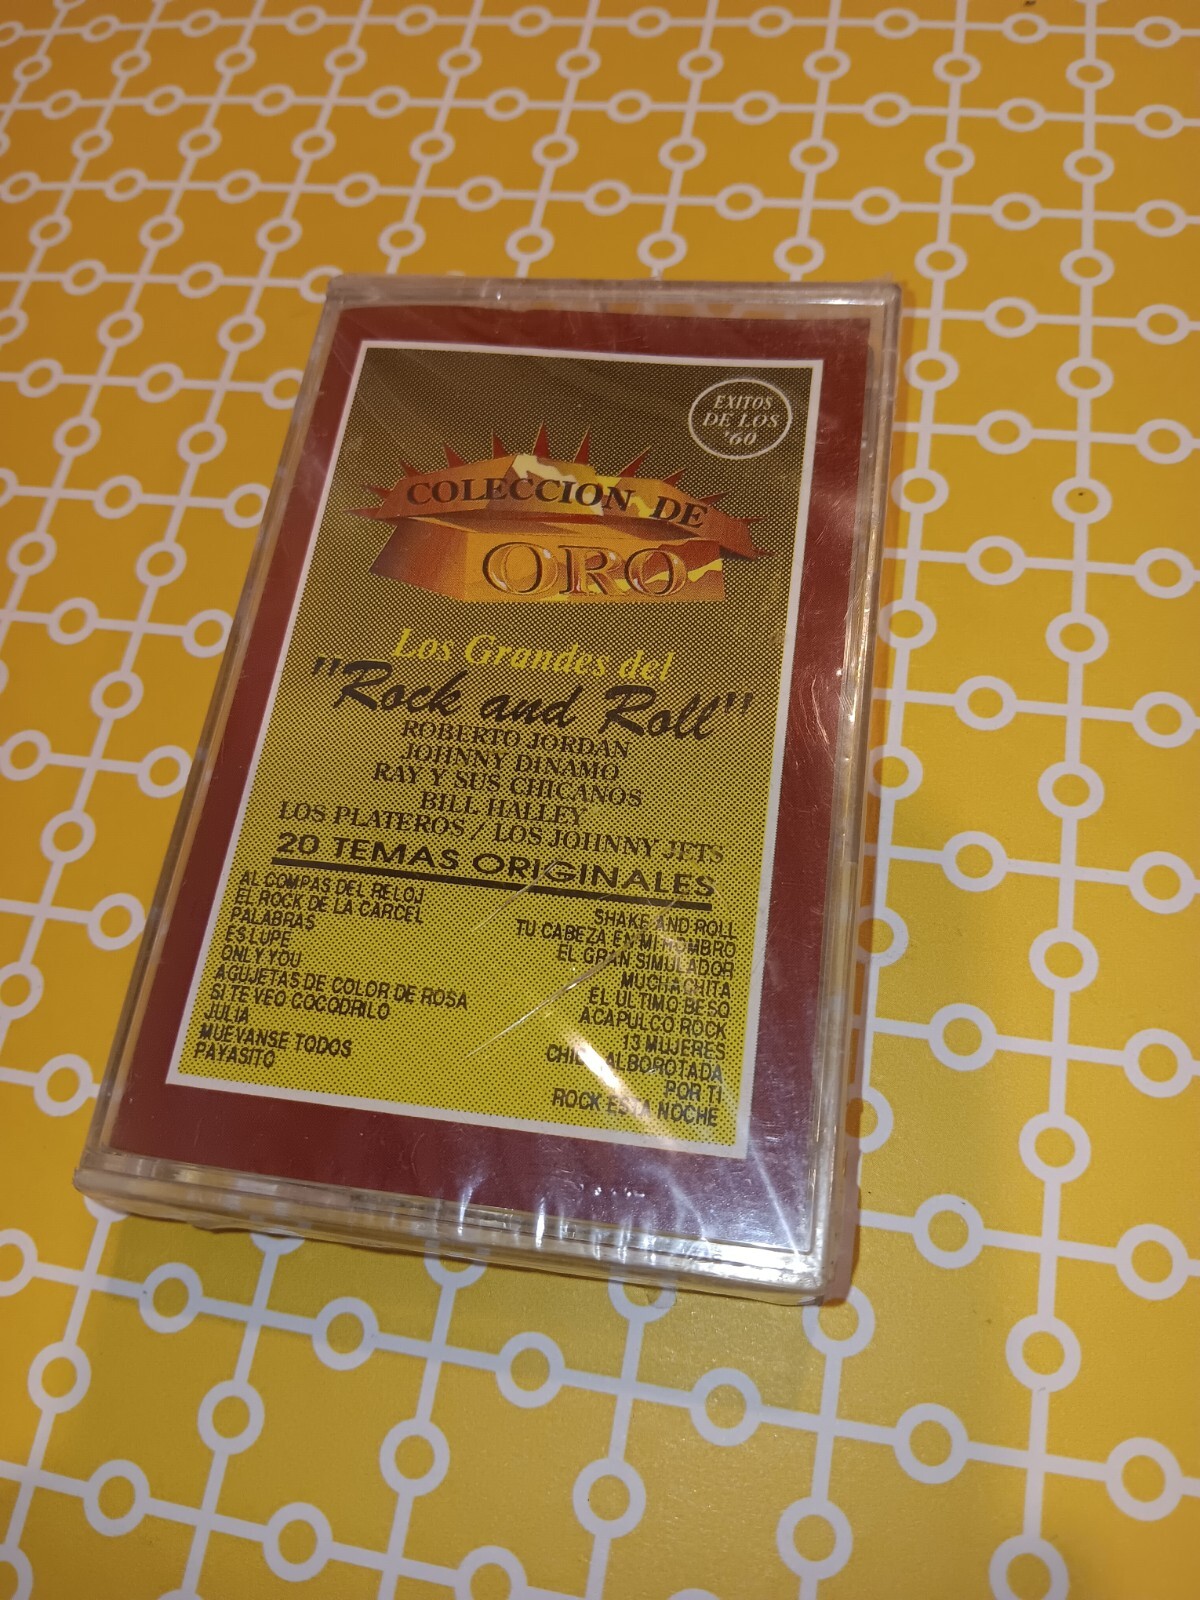 EXITOS
DE LOS
'60
COLECCION DE
ORO
Los Grandes del
"Rock and Roll"
ROBERTO JORDAN
JOHNNY DINAMO
RAY Y SUS CHICANOS
BILL HALLEY
LOS PLATEROS / LOS JOHNNY JETS
20 TEMAS ORIGINALES
AL COMPAS DEL RELOJ
EL ROCK DE LA CARCEL
PALABRAS
ES LUPE
ONLY YOU
AGUJETAS DE COLOR DE ROSA
SI TE VEO COCODRILO
JULIA
MUEVANSE TODOS
PAYASITO
SHAKE AND ROLL
TU CABEZA EN MI HOMBRO
EL GRAN SIMULADOR
MUCHACHITA
EL ULTIMO BESO
ACAPULCO ROCK
13 MUJERES
CHICA ALBOROTADA
POR TI
ROCK ESTA NOCHE